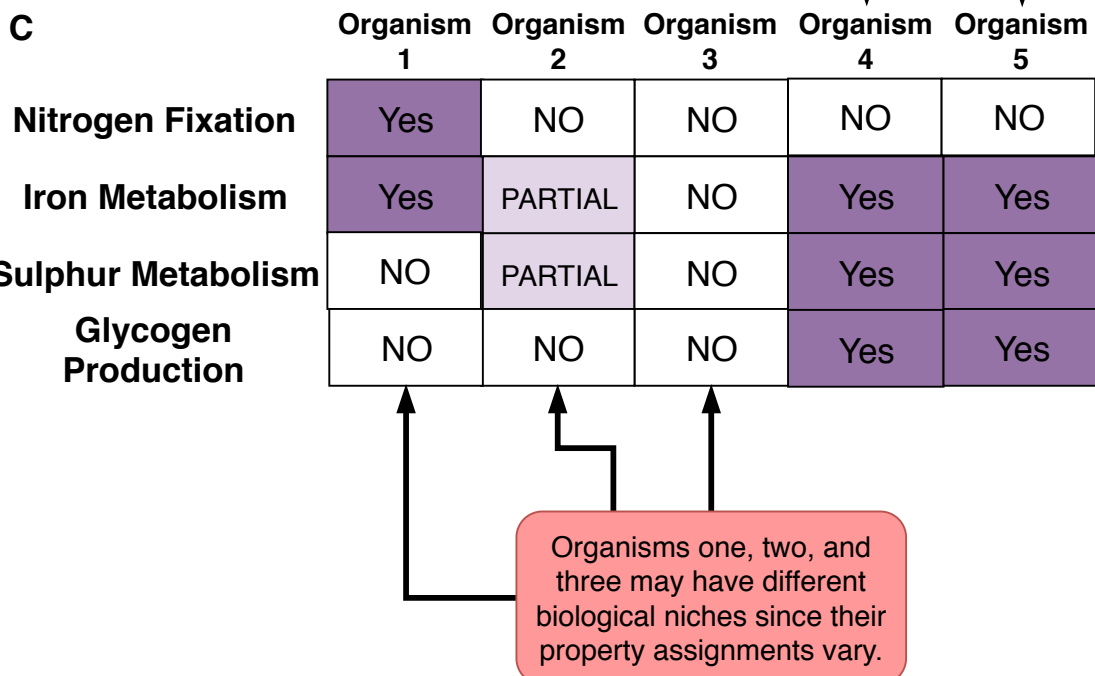 C
Organism Organism Organism Organism Organism
1 2 3 4 5
Nitrogen Fixation Yes NO NO NO NO
Iron Metabolism Yes PARTIAL NO Yes Yes
Sulphur Metabolism NO PARTIAL NO Yes Yes
Glycogen
Production NO NO NO Yes Yes
Organisms one, two, and
three may have different
biological niches since their
property assignments vary.